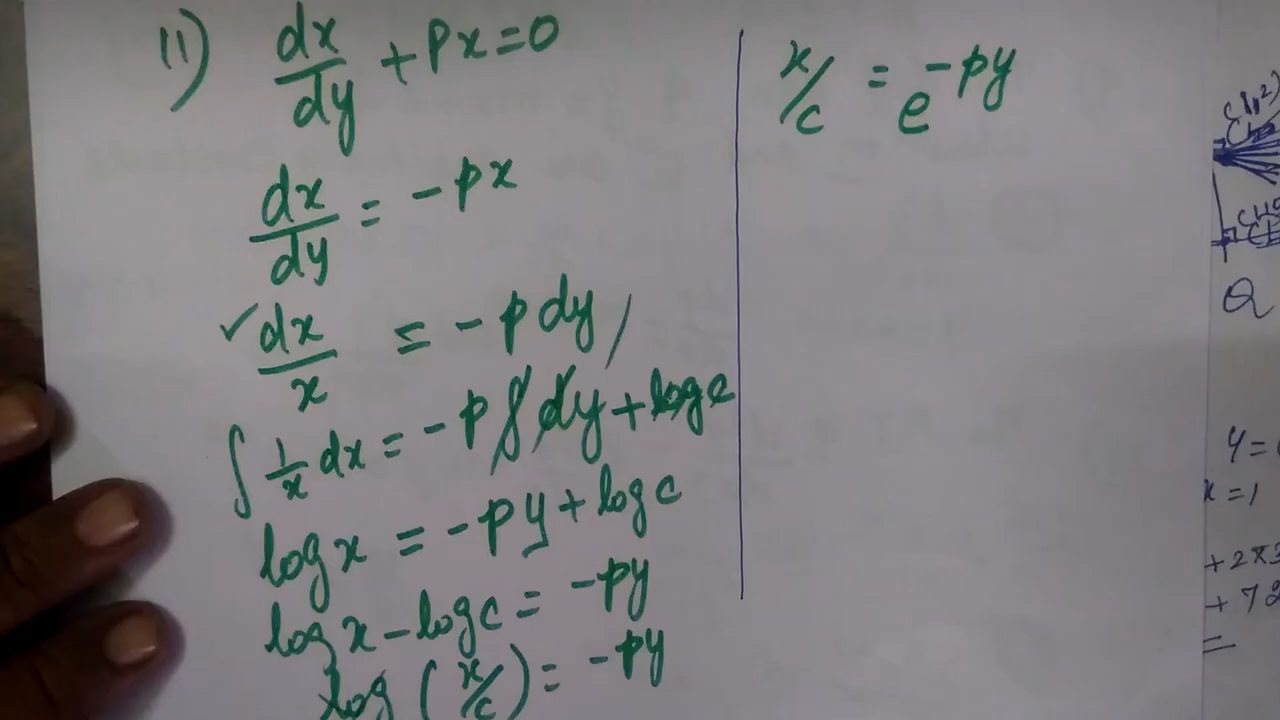 11) dx/dy + Px = 0
dx/dy = -px
✓ dx/x = -p dy /
∫ 1/x dx = -p ∫ dy + log c
log x = -py + log c
log x - log c = -py
log (x/c) = -py
x/c = e^-py
Q
x = 1